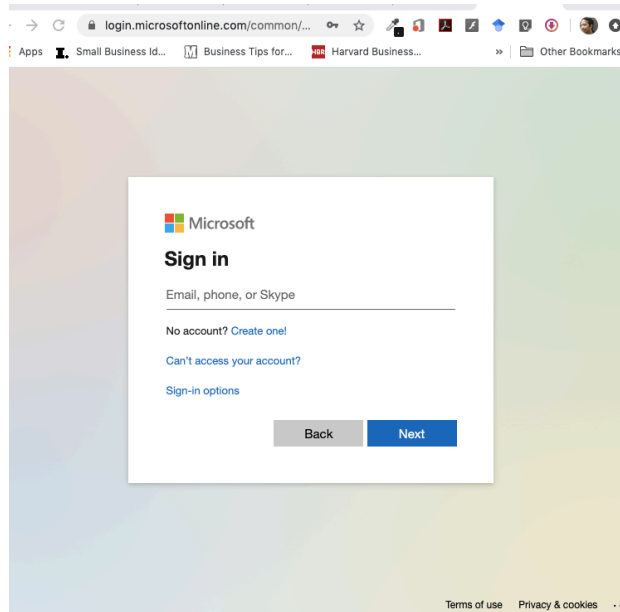 login.microsoftonline.com/common/...
Apps I. Small Business Id... M Business Tips for... HBR Harvard Business... » Other Bookmarks
Microsoft
Sign in
Email, phone, or Skype
No account? Create one!
Can't access your account?
Sign-in options
Back Next
Terms of use Privacy & cookies